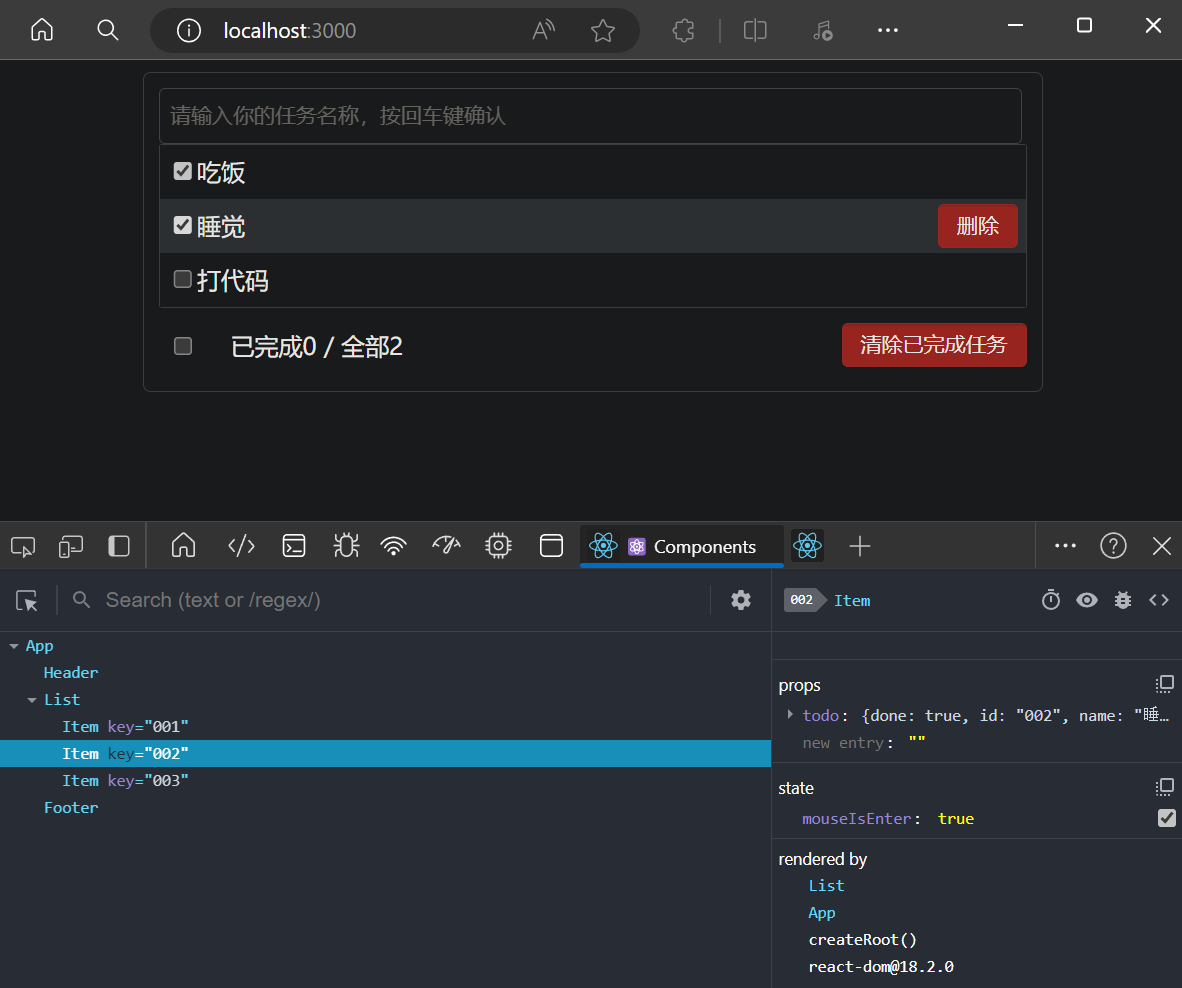 localhost:3000
请输入你的任务名称，按回车键确认
吃饭
睡觉 删除
打代码
已完成0 / 全部2 清除已完成任务
Components
Search (text or /regex/)
App
Header
List
Item key="001"
Item key="002"
Item key="003"
Footer
002 Item
props
todo: {done: true, id: "002", name: "睡…
new entry: ""
state
mouseIsEnter: true
rendered by
List
App
createRoot()
react-dom@18.2.0